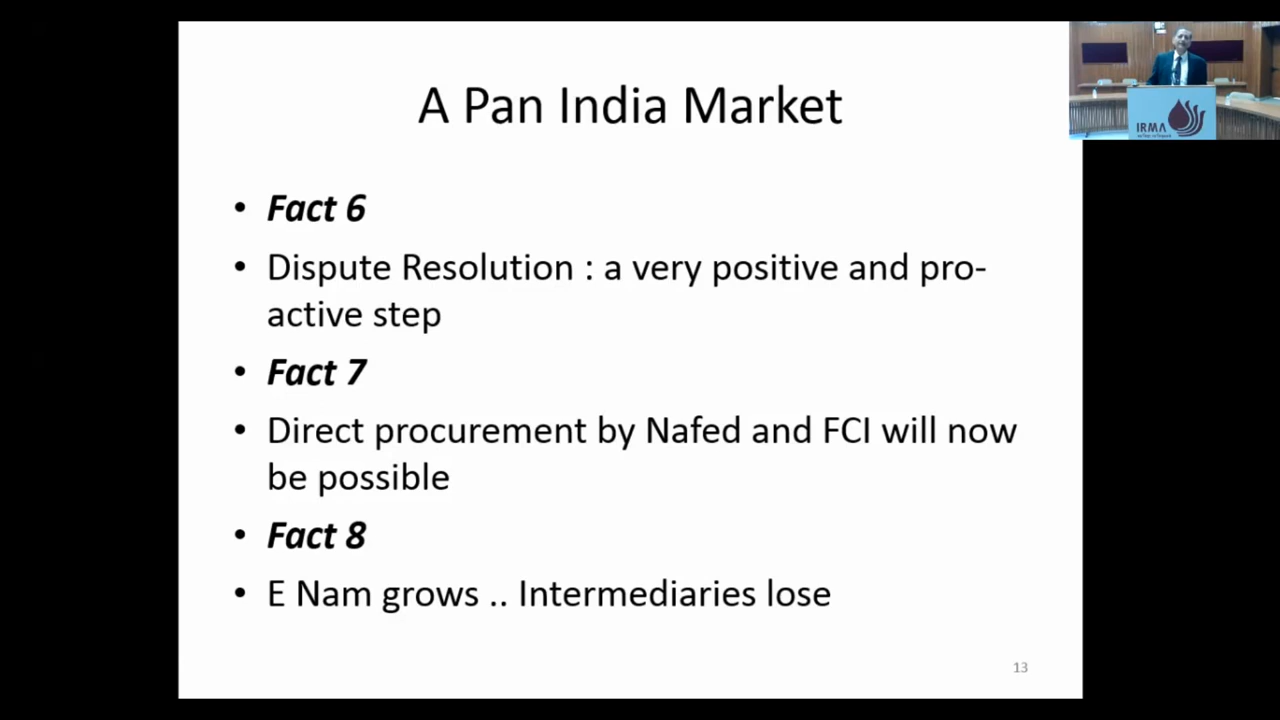 A Pan India Market
• Fact 6
• Dispute Resolution : a very positive and pro-
active step
• Fact 7
• Direct procurement by Nafed and FCI will now
be possible
• Fact 8
• E Nam grows .. Intermediaries lose
13
IRMA